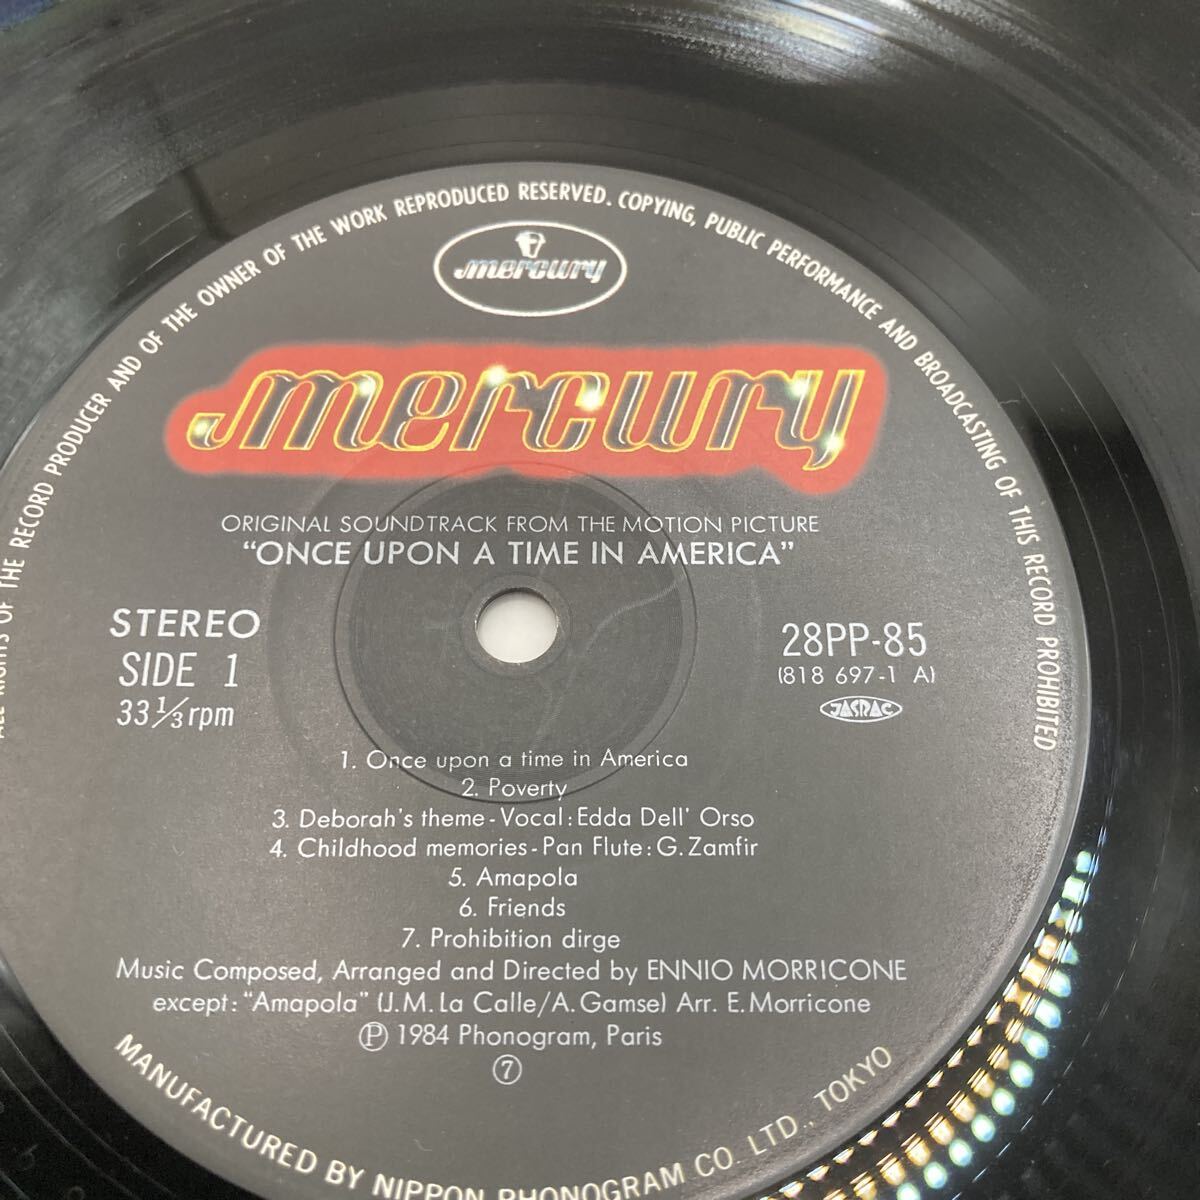 ALL RIGHTS OF THE RECORD PRODUCER AND OF THE OWNER OF THE WORK REPRODUCED RESERVED. COPYING, PUBLIC PERFORMANCE AND BROADCASTING OF THIS RECORD PROHIBITED
mercury
mercury
ORIGINAL SOUNDTRACK FROM THE MOTION PICTURE
“ONCE UPON A TIME IN AMERICA”
STEREO
SIDE 1
33 1/3 rpm
28PP-85
(818 697-1 A)
JASRAC
1. Once upon a time in America
2. Poverty
3. Deborah's theme - Vocal : Edda Dell' Orso
4. Childhood memories - Pan Flute : G. Zamfir
5. Amapola
6. Friends
7. Prohibition dirge
Music Composed, Arranged and Directed by ENNIO MORRICONE
except : “Amapola” (J.M. La Calle/A. Gamse) Arr. E. Morricone
Ⓟ 1984 Phonogram, Paris
⑦
MANUFACTURED BY NIPPON PHONOGRAM CO. LTD., TOKYO